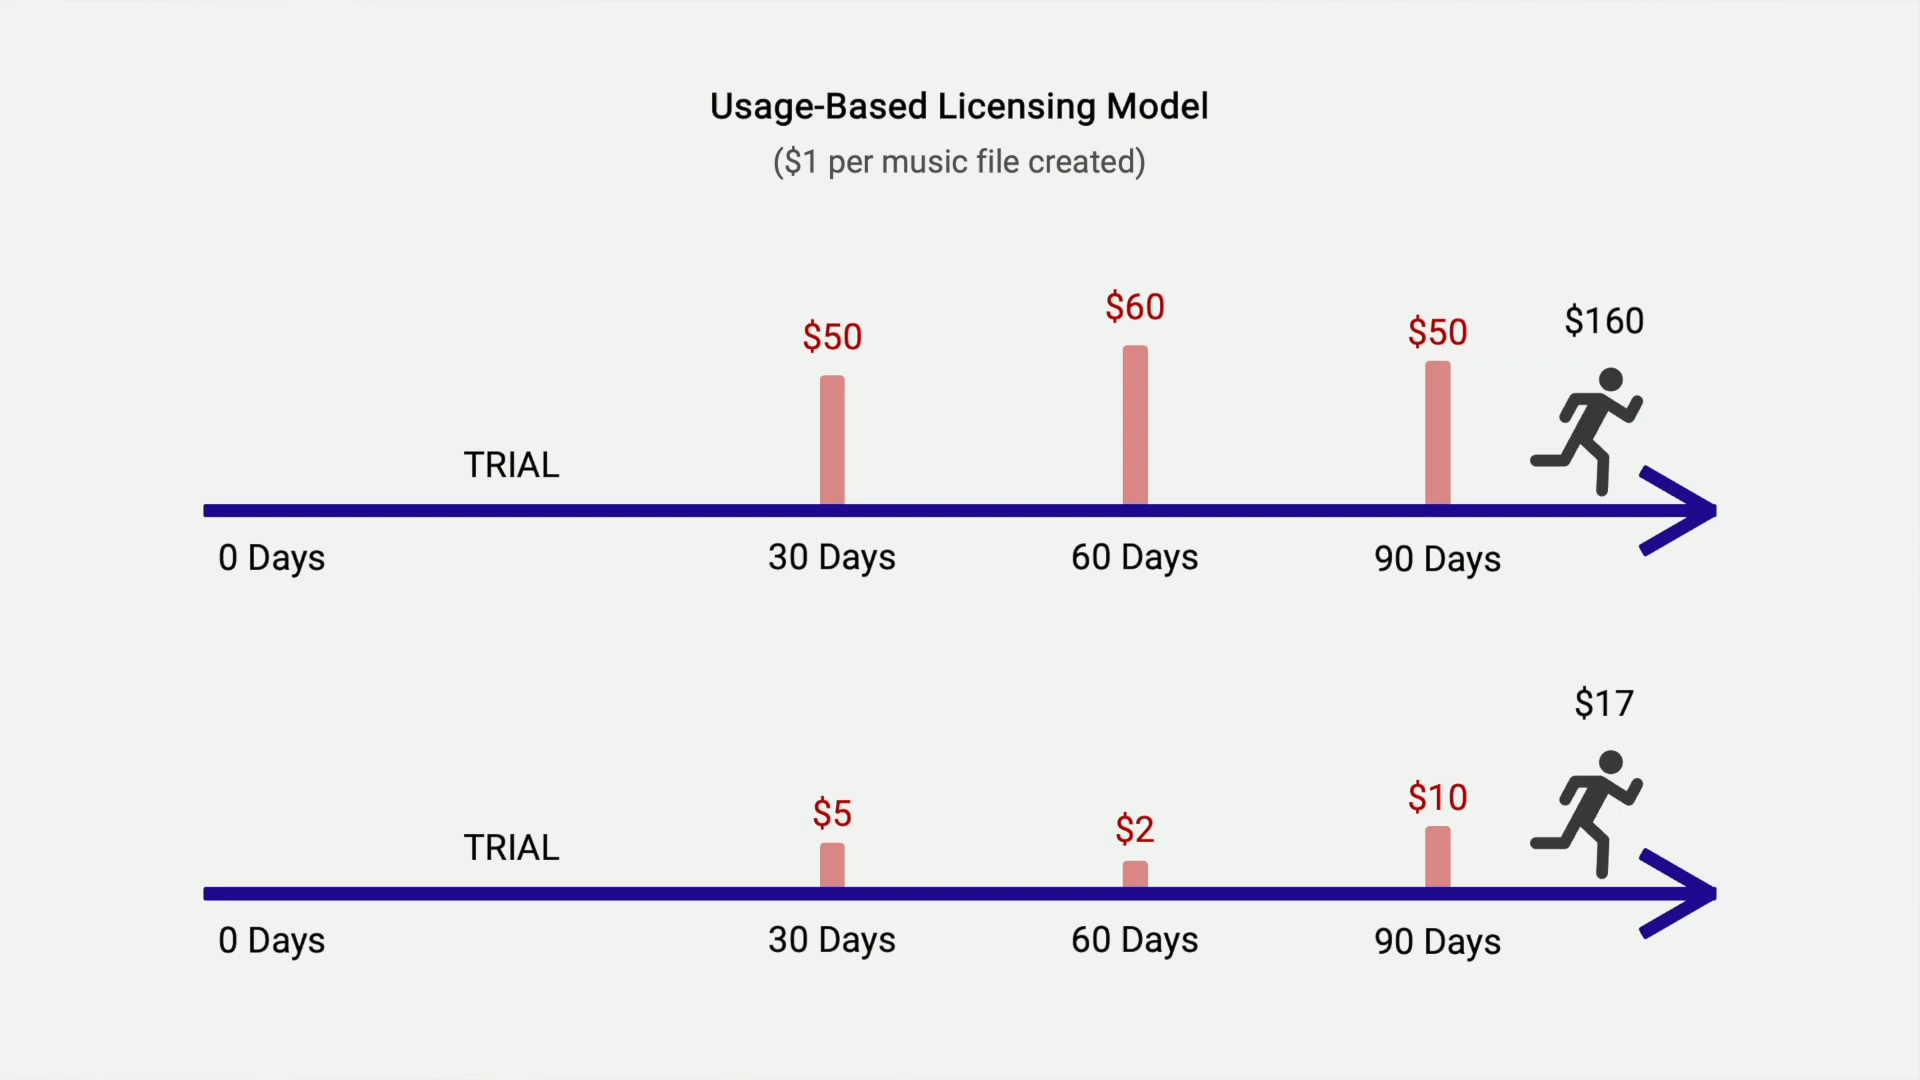 Usage-Based Licensing Model
($1 per music file created)
$50
$60
$50
$160
TRIAL
0 Days
30 Days
60 Days
90 Days
$17
$5
$2
$10
TRIAL
0 Days
30 Days
60 Days
90 Days